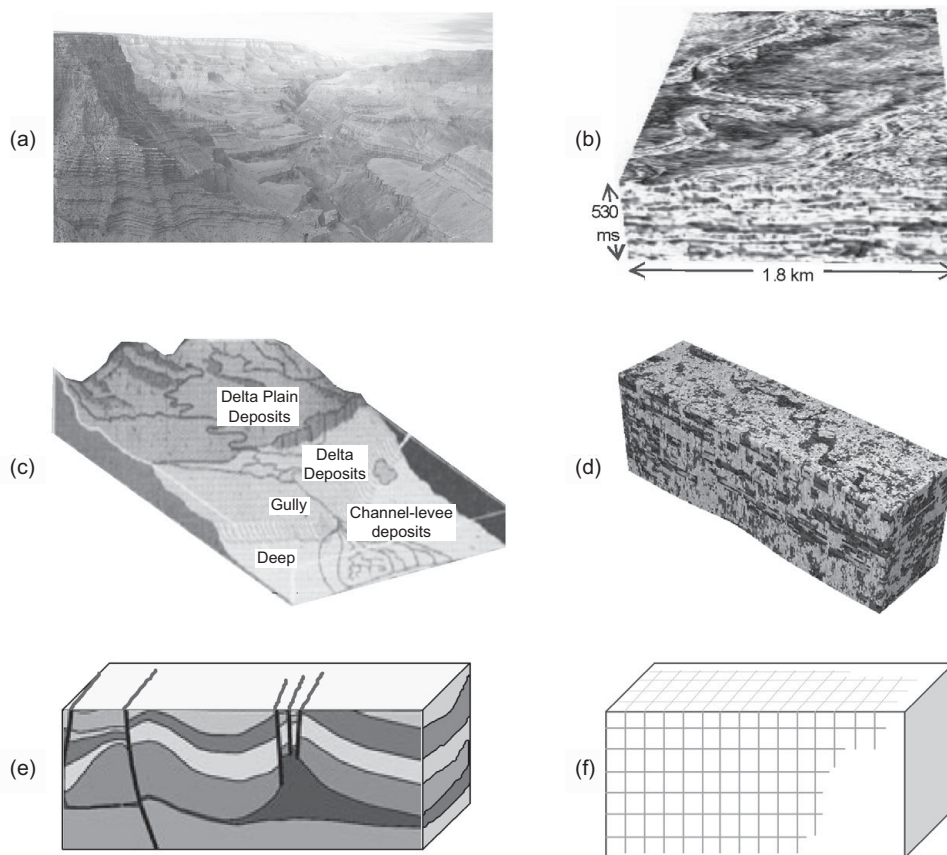 (a)
(b)
530
ms
1.8 km
(c)
Delta Plain
Deposits
Delta
Deposits
Gully
Channel-levee
deposits
Deep
(d)
(e)
(f)